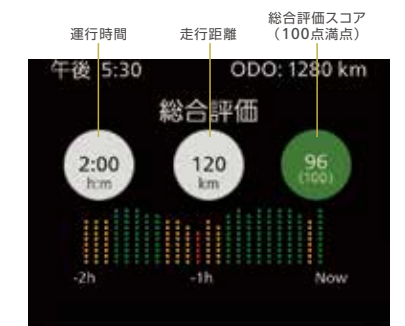 運行時間
走行距離
総合評価スコア
（100点満点）
午後 5:30
ODO: 1280 km
総合評価
2:00
h:m
120
km
96
(100)
-2h
-1h
Now